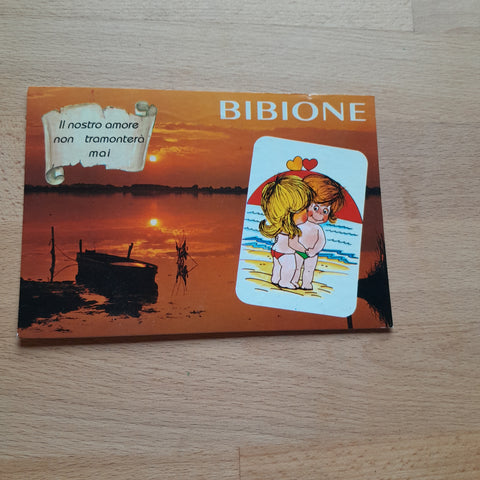 Il nostro amore
non tramonterà
mai
BIBIONE